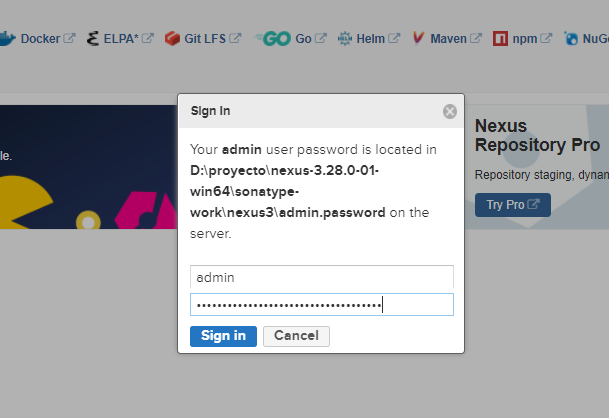 Docker ELPA* Git LFS GO Go Helm Maven npm NuGe
Sign In
le.
Your admin user password is located in
D:\proyecto\nexus-3.28.0-01-
win64\sonatype-
work\nexus3\admin.password on the
server.
admin
Sign in Cancel
Nexus
Repository Pro
Repository staging, dynam
Try Pro